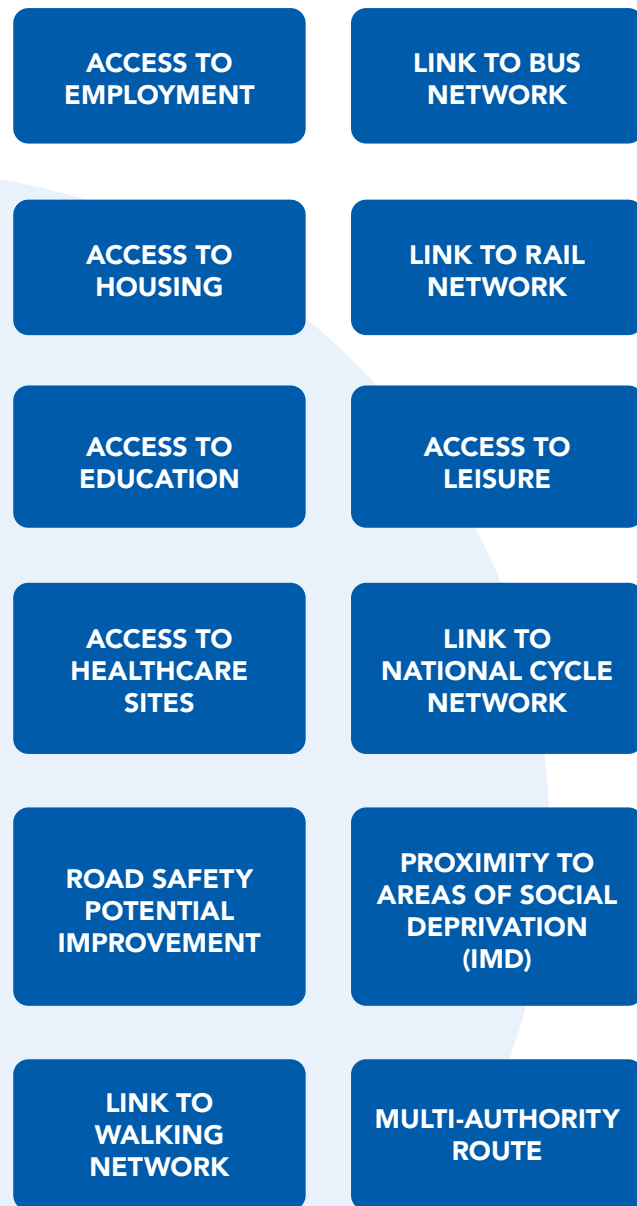 ACCESS TO
EMPLOYMENT
LINK TO BUS
NETWORK
ACCESS TO
HOUSING
LINK TO RAIL
NETWORK
ACCESS TO
EDUCATION
ACCESS TO
LEISURE
ACCESS TO
HEALTHCARE
SITES
LINK TO
NATIONAL CYCLE
NETWORK
ROAD SAFETY
POTENTIAL
IMPROVEMENT
PROXIMITY TO
AREAS OF SOCIAL
DEPRIVATION
(IMD)
LINK TO
WALKING
NETWORK
MULTI-AUTHORITY
ROUTE